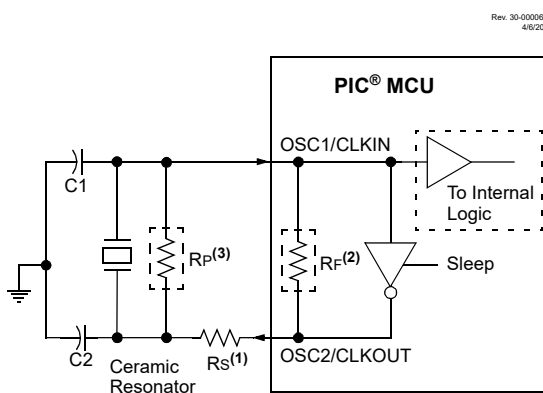 Rev. 30-00006
4/6/20
PIC® MCU
OSC1/CLKIN
C1
To Internal
Logic
RP(3)
RF(2)
Sleep
C2
Ceramic
Resonator
RS(1)
OSC2/CLKOUT